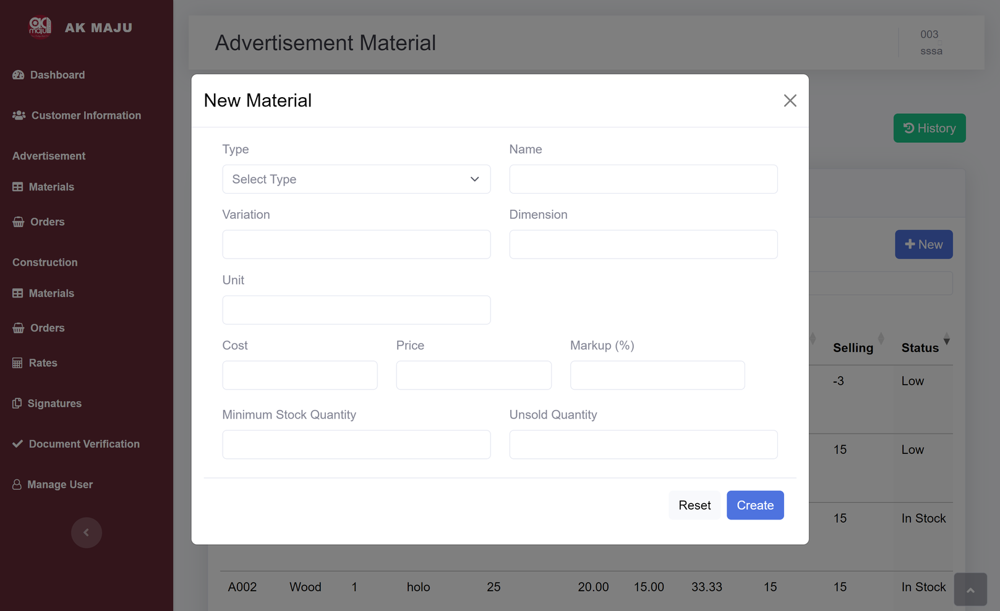 AK MAJU
Dashboard
Customer Information
Advertisement
Materials
Orders
Construction
Materials
Orders
Rates
Signatures
Document Verification
Manage User
Advertisement Material
003
sssa
History
New
New Material
Type
Name
Select Type
Variation
Dimension
Unit
Cost
Price
Markup (%)
Minimum Stock Quantity
Unsold Quantity
Reset
Create
Selling Status
-3 Low
15 Low
15 In Stock
A002 Wood 1 holo 25 20.00 15.00 33.33 15 15 In Stock